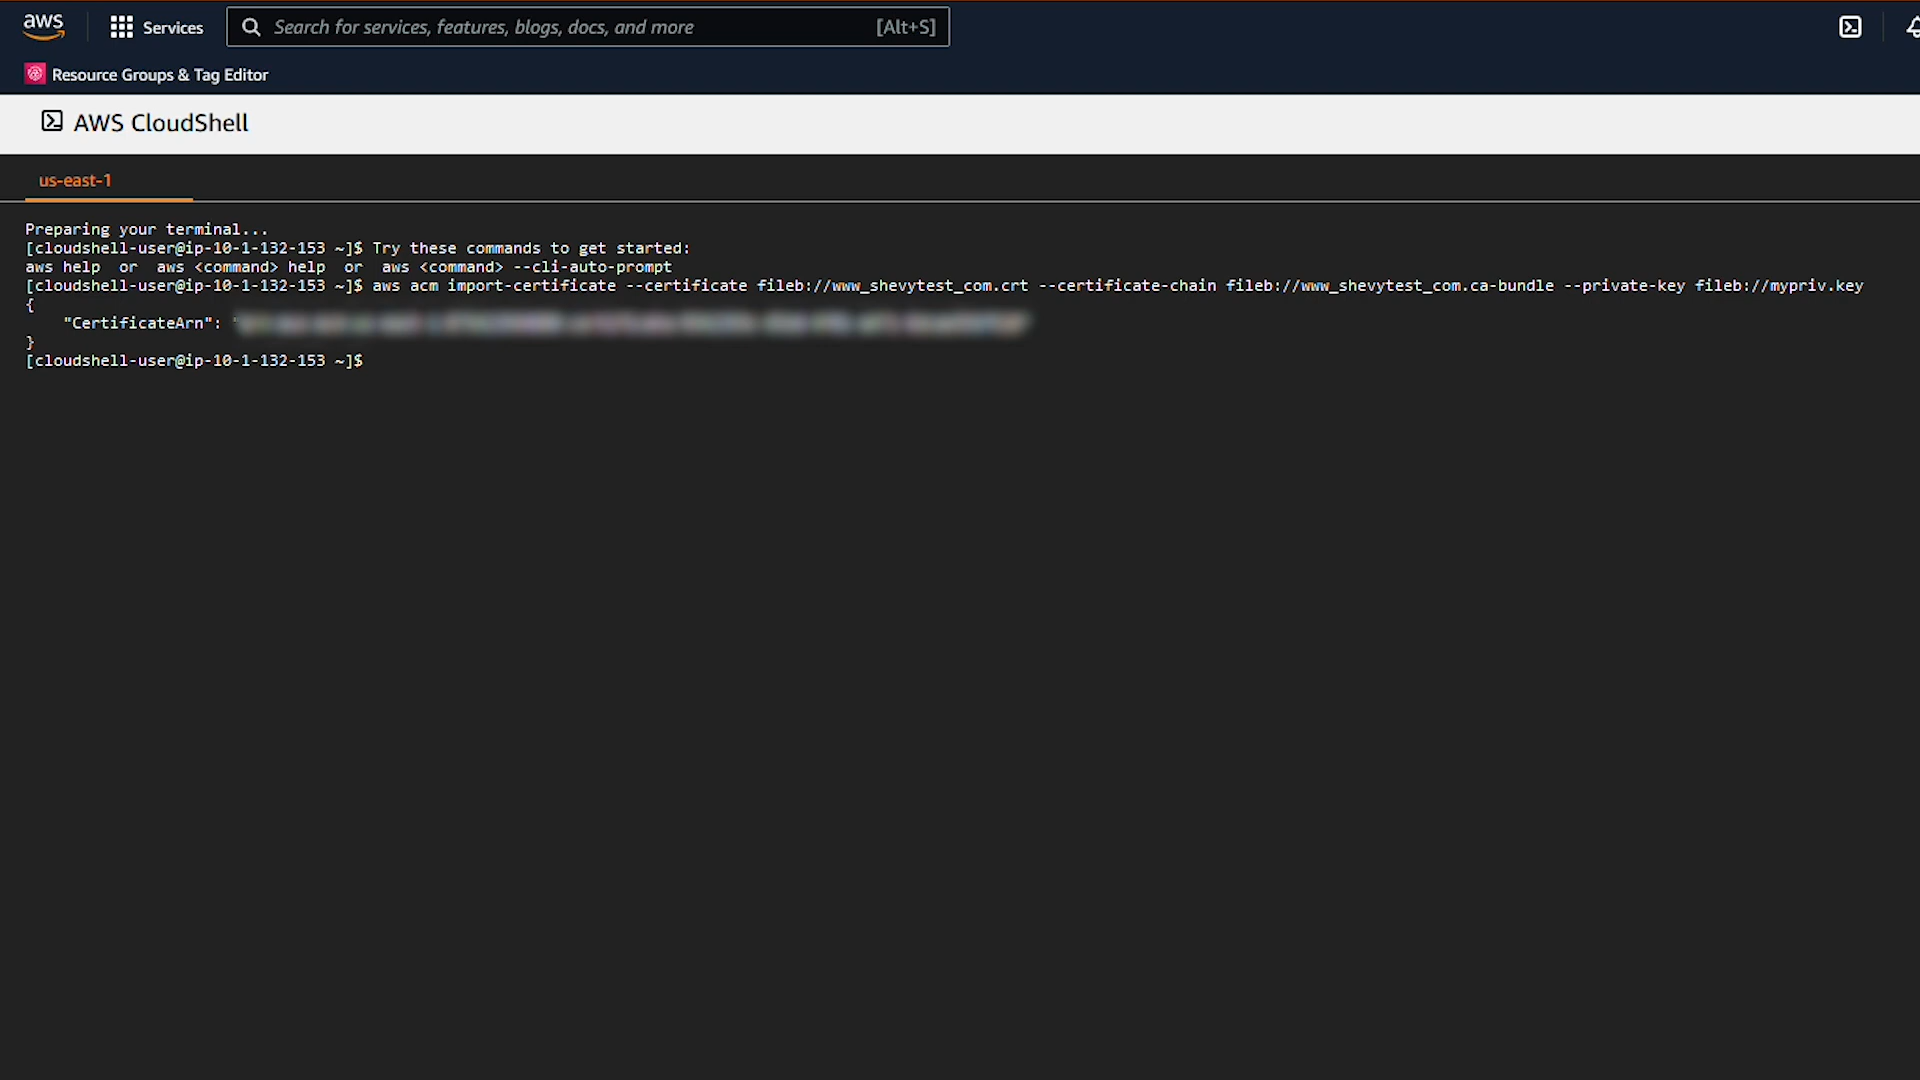 aws
Services
Search for services, features, blogs, docs, and more
[Alt+S]
Resource Groups & Tag Editor
AWS CloudShell
us-east-1
Preparing your terminal...
[cloudshell-user@ip-10-1-132-153 ~]$ Try these commands to get started:
aws help  or  aws <command> help  or  aws <command> --cli-auto-prompt
[cloudshell-user@ip-10-1-132-153 ~]$ aws acm import-certificate --certificate fileb://www_shevytest_com.crt --certificate-chain fileb://www_shevytest_com.ca-bundle --private-key fileb://mypriv.key
{
"CertificateArn":
}
[cloudshell-user@ip-10-1-132-153 ~]$